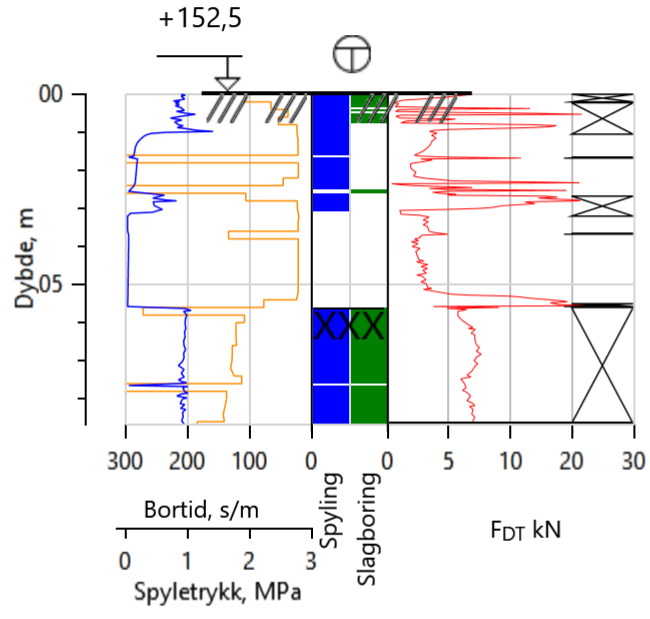 +152,5
00
05
Dybde, m
XXX
300 200 100 0 0 5 10 20 30
Bortid, s/m
Spyling
Slagboring
FDT kN
0 1 2 3
Spyletrykk, MPa